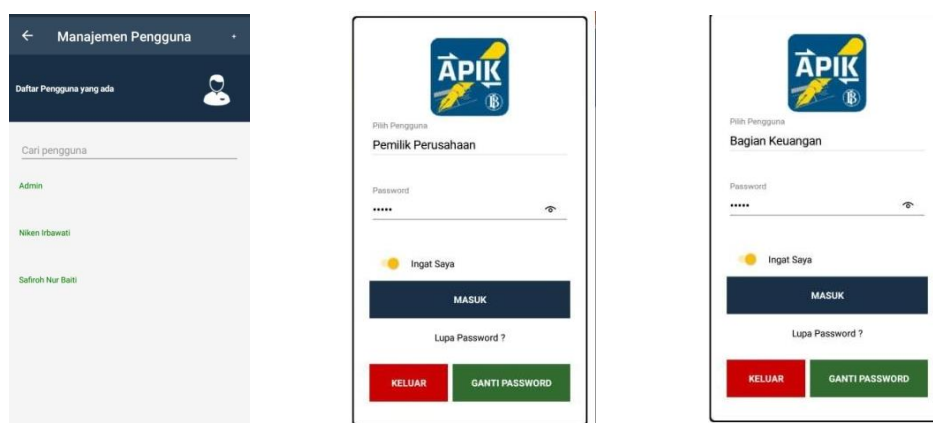 Manajemen Pengguna +
Daftar Pengguna yang ada
Cari pengguna
Admin
Niken Irbawati
Safiroh Nur Baiti
APIK
Pilih Pengguna
Pemilik Perusahaan
Password
•••••
Ingat Saya
MASUK
Lupa Password ?
KELUAR GANTI PASSWORD
APIK
Pilih Pengguna
Bagian Keuangan
Password
•••••
Ingat Saya
MASUK
Lupa Password ?
KELUAR GANTI PASSWORD